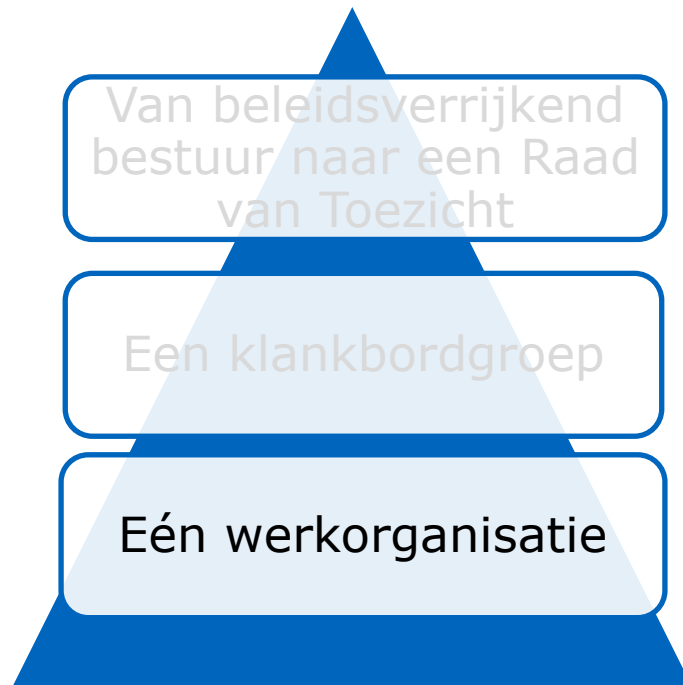 Van beleidsverrijkend
bestuur naar een Raad
van Toezicht
Een klankbordgroep
Eén werkorganisatie